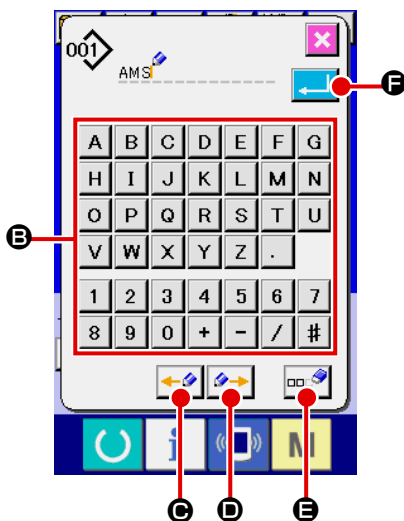 001
AMS
F
A B C D E F G
H I J K L M N
O P Q R S T U
B
V W X Y Z .
1 2 3 4 5 6 7
8 9 0 + - / #
i M
C D E